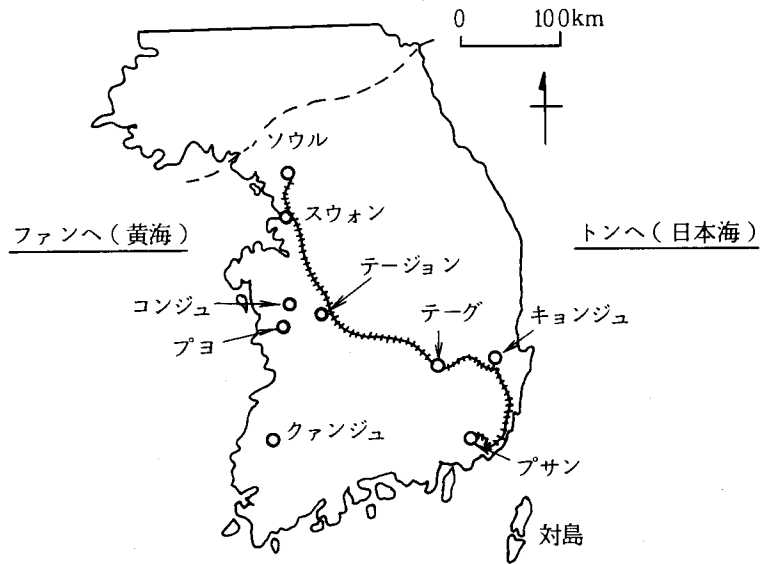 0 100km
ソウル
スウォン
ファンヘ(黄海)
トンヘ(日本海)
テージョン
コンジュ
テーグ
キョンジュ
プヨ
クァンジュ
プサン
対島